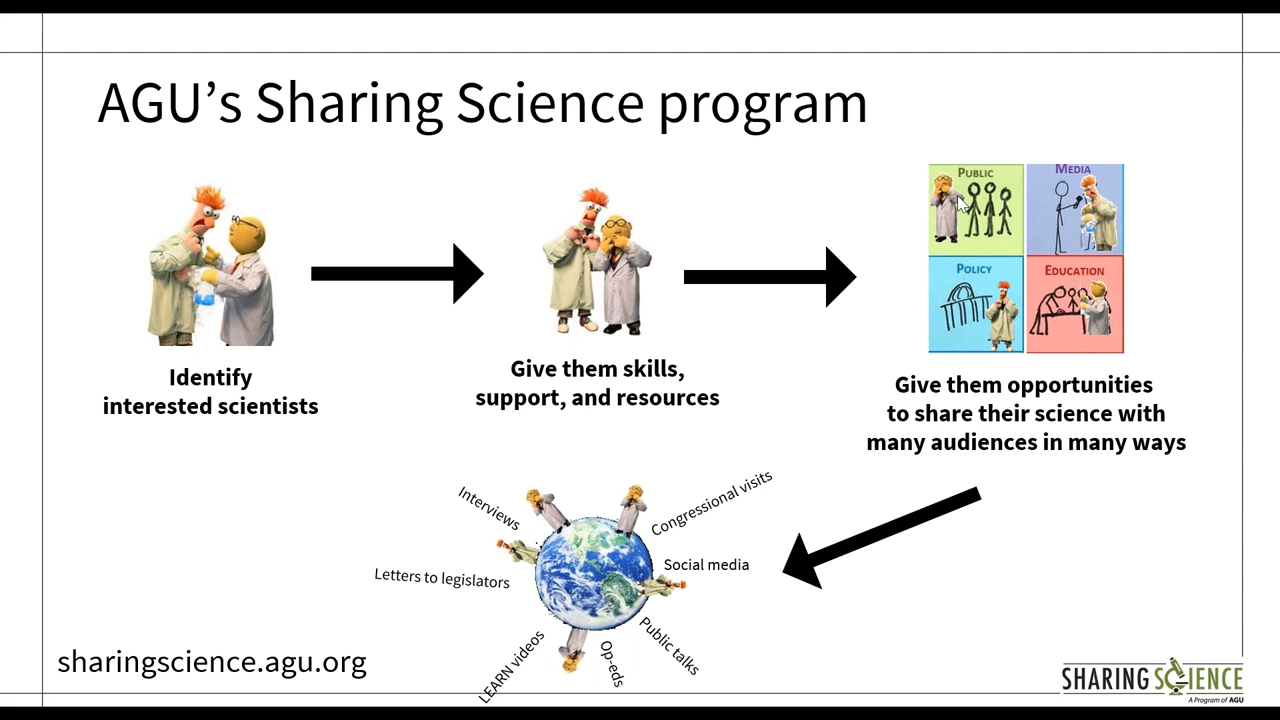 AGU’s Sharing Science program
PUBLIC
MEDIA
POLICY
EDUCATION
Identify
interested scientists
Give them skills,
support, and resources
Give them opportunities
to share their science with
many audiences in many ways
Interviews
Congressional visits
Letters to legislators
Social media
LEARN videos
Op-eds
Public talks
sharingscience.agu.org
SHARING SCIENCE
A Program of AGU